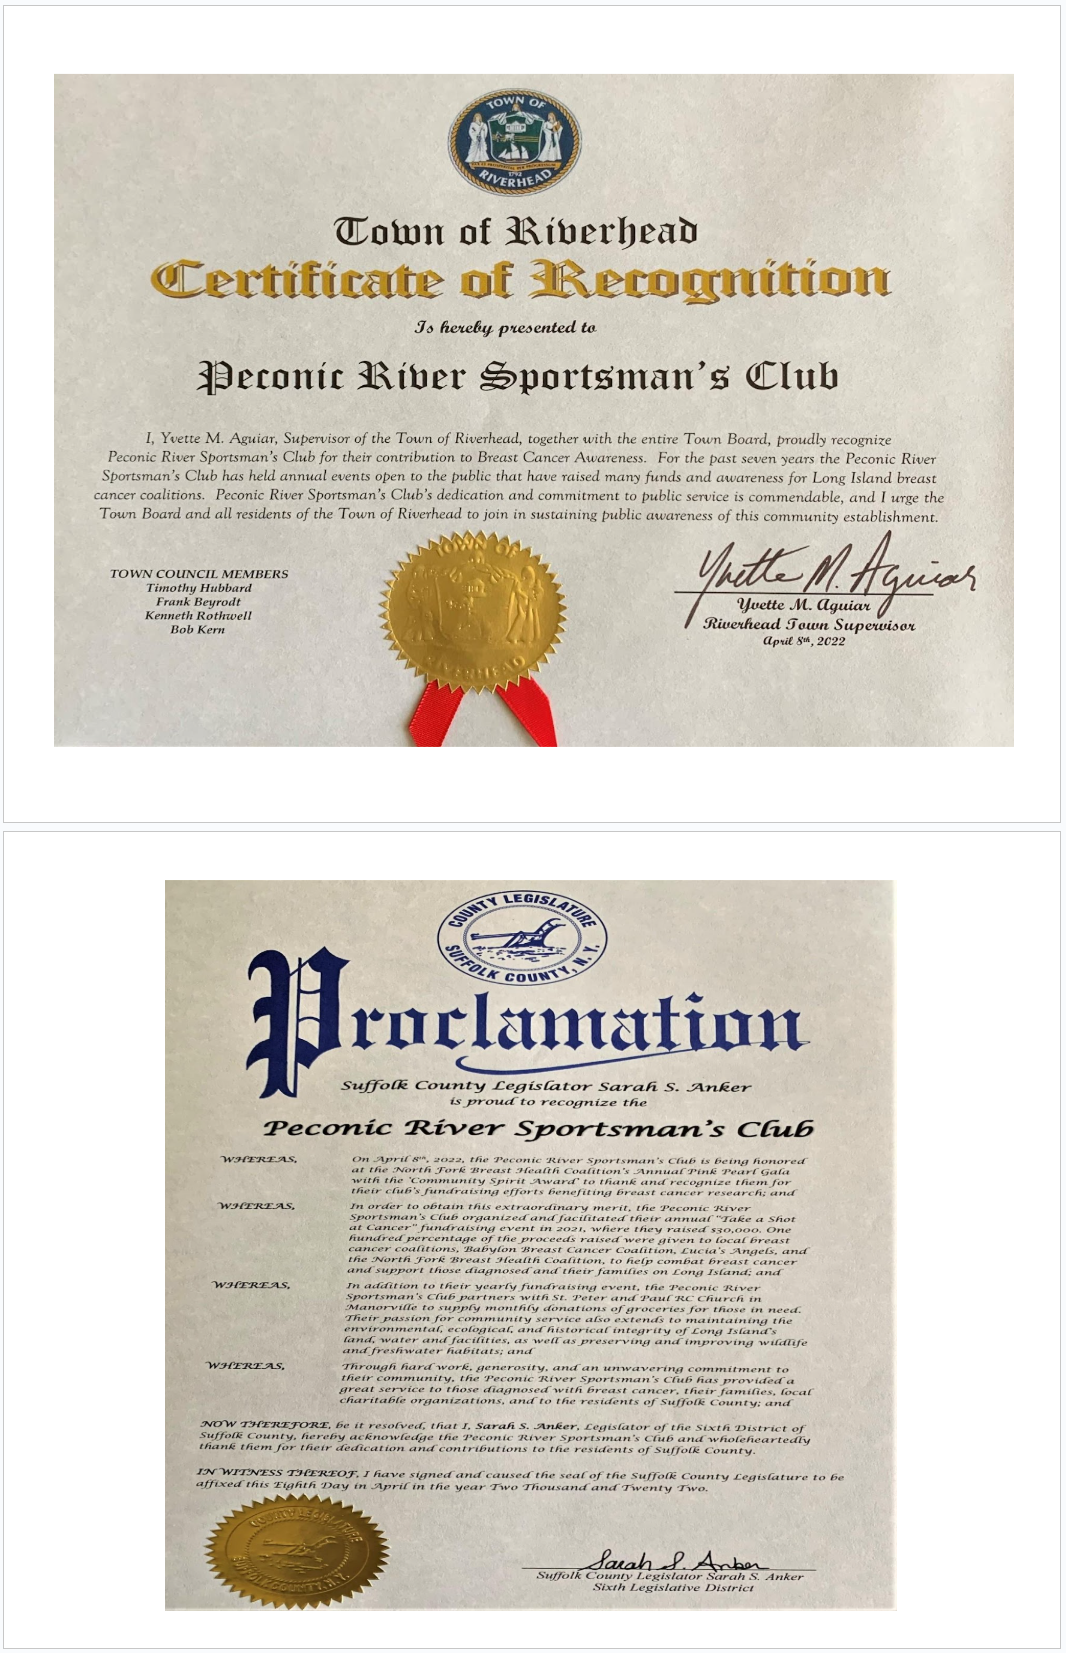 TOWN OF
1792
RIVERHEAD
Town of Riverhead
Certificate of Recognition
Is hereby presented to
Peconic River Sportsman's Club
I, Yvette M. Aguiar, Supervisor of the Town of Riverhead, together with the entire Town Board, proudly recognize
Peconic River Sportsman's Club for their contribution to Breast Cancer Awareness. For the past seven years the Peconic River
Sportsman's Club has held annual events open to the public that have raised many funds and awareness for Long Island breast
cancer coalitions. Peconic River Sportsman's Club's dedication and commitment to public service is commendable, and I urge the
Town Board and all residents of the Town of Riverhead to join in sustaining public awareness of this community establishment.
TOWN COUNCIL MEMBERS
Timothy Hubbard
Frank Beyrodt
Kenneth Rothwell
Bob Kern
TOWN OF
RIVERHEAD
Yvette M. Aguiar
Yvette M. Aguiar
Riverhead Town Supervisor
April 8th, 2022
COUNTY LEGISLATURE
SUFFOLK COUNTY, N.Y.
Proclamation
Suffolk County Legislator Sarah S. Anker
is proud to recognize the
Peconic River Sportsman's Club
WHEREAS, On April 8th, 2022, the Peconic River Sportsman's Club is being honored
at the North Fork Breast Health Coalition's Annual Pink Pearl Gala
with the 'Community Spirit Award' to thank and recognize them for
their club's fundraising efforts benefiting breast cancer research; and
WHEREAS, In order to obtain this extraordinary merit, the Peconic River
Sportsman's Club organized and facilitated their annual "Take a Shot
at Cancer" fundraising event in 2021, where they raised $30,000. One
hundred percentage of the proceeds raised were given to local breast
cancer coalitions, Babylon Breast Cancer Coalition, Lucia's Angels, and
the North Fork Breast Health Coalition, to help combat breast cancer
and support those diagnosed and their families on Long Island; and
WHEREAS, In addition to their yearly fundraising event, the Peconic River
Sportsman's Club partners with St. Peter and Paul RC Church in
Manorville to supply monthly donations of groceries for those in need.
Their passion for community service also extends to maintaining the
environmental, ecological, and historical integrity of Long Island's
land, water and facilities, as well as preserving and improving wildlife
and freshwater habitats; and
WHEREAS, Through hard work, generosity, and an unwavering commitment to
their community, the Peconic River Sportsman's Club has provided a
great service to those diagnosed with breast cancer, their families, local
charitable organizations, and to the residents of Suffolk County; and
NOW THEREFORE, be it resolved, that I, Sarah S. Anker, Legislator of the Sixth District of
Suffolk County, hereby acknowledge the Peconic River Sportsman's Club and wholeheartedly
thank them for their dedication and contributions to the residents of Suffolk County.
IN WITNESS THEREOF, I have signed and caused the seal of the Suffolk County Legislature to be
affixed this Eighth Day in April in the year Two Thousand and Twenty Two.
COUNTY LEGISLATURE
SUFFOLK COUNTY, N.Y.
Sarah S. Anker
Suffolk County Legislator Sarah S. Anker
Sixth Legislative District